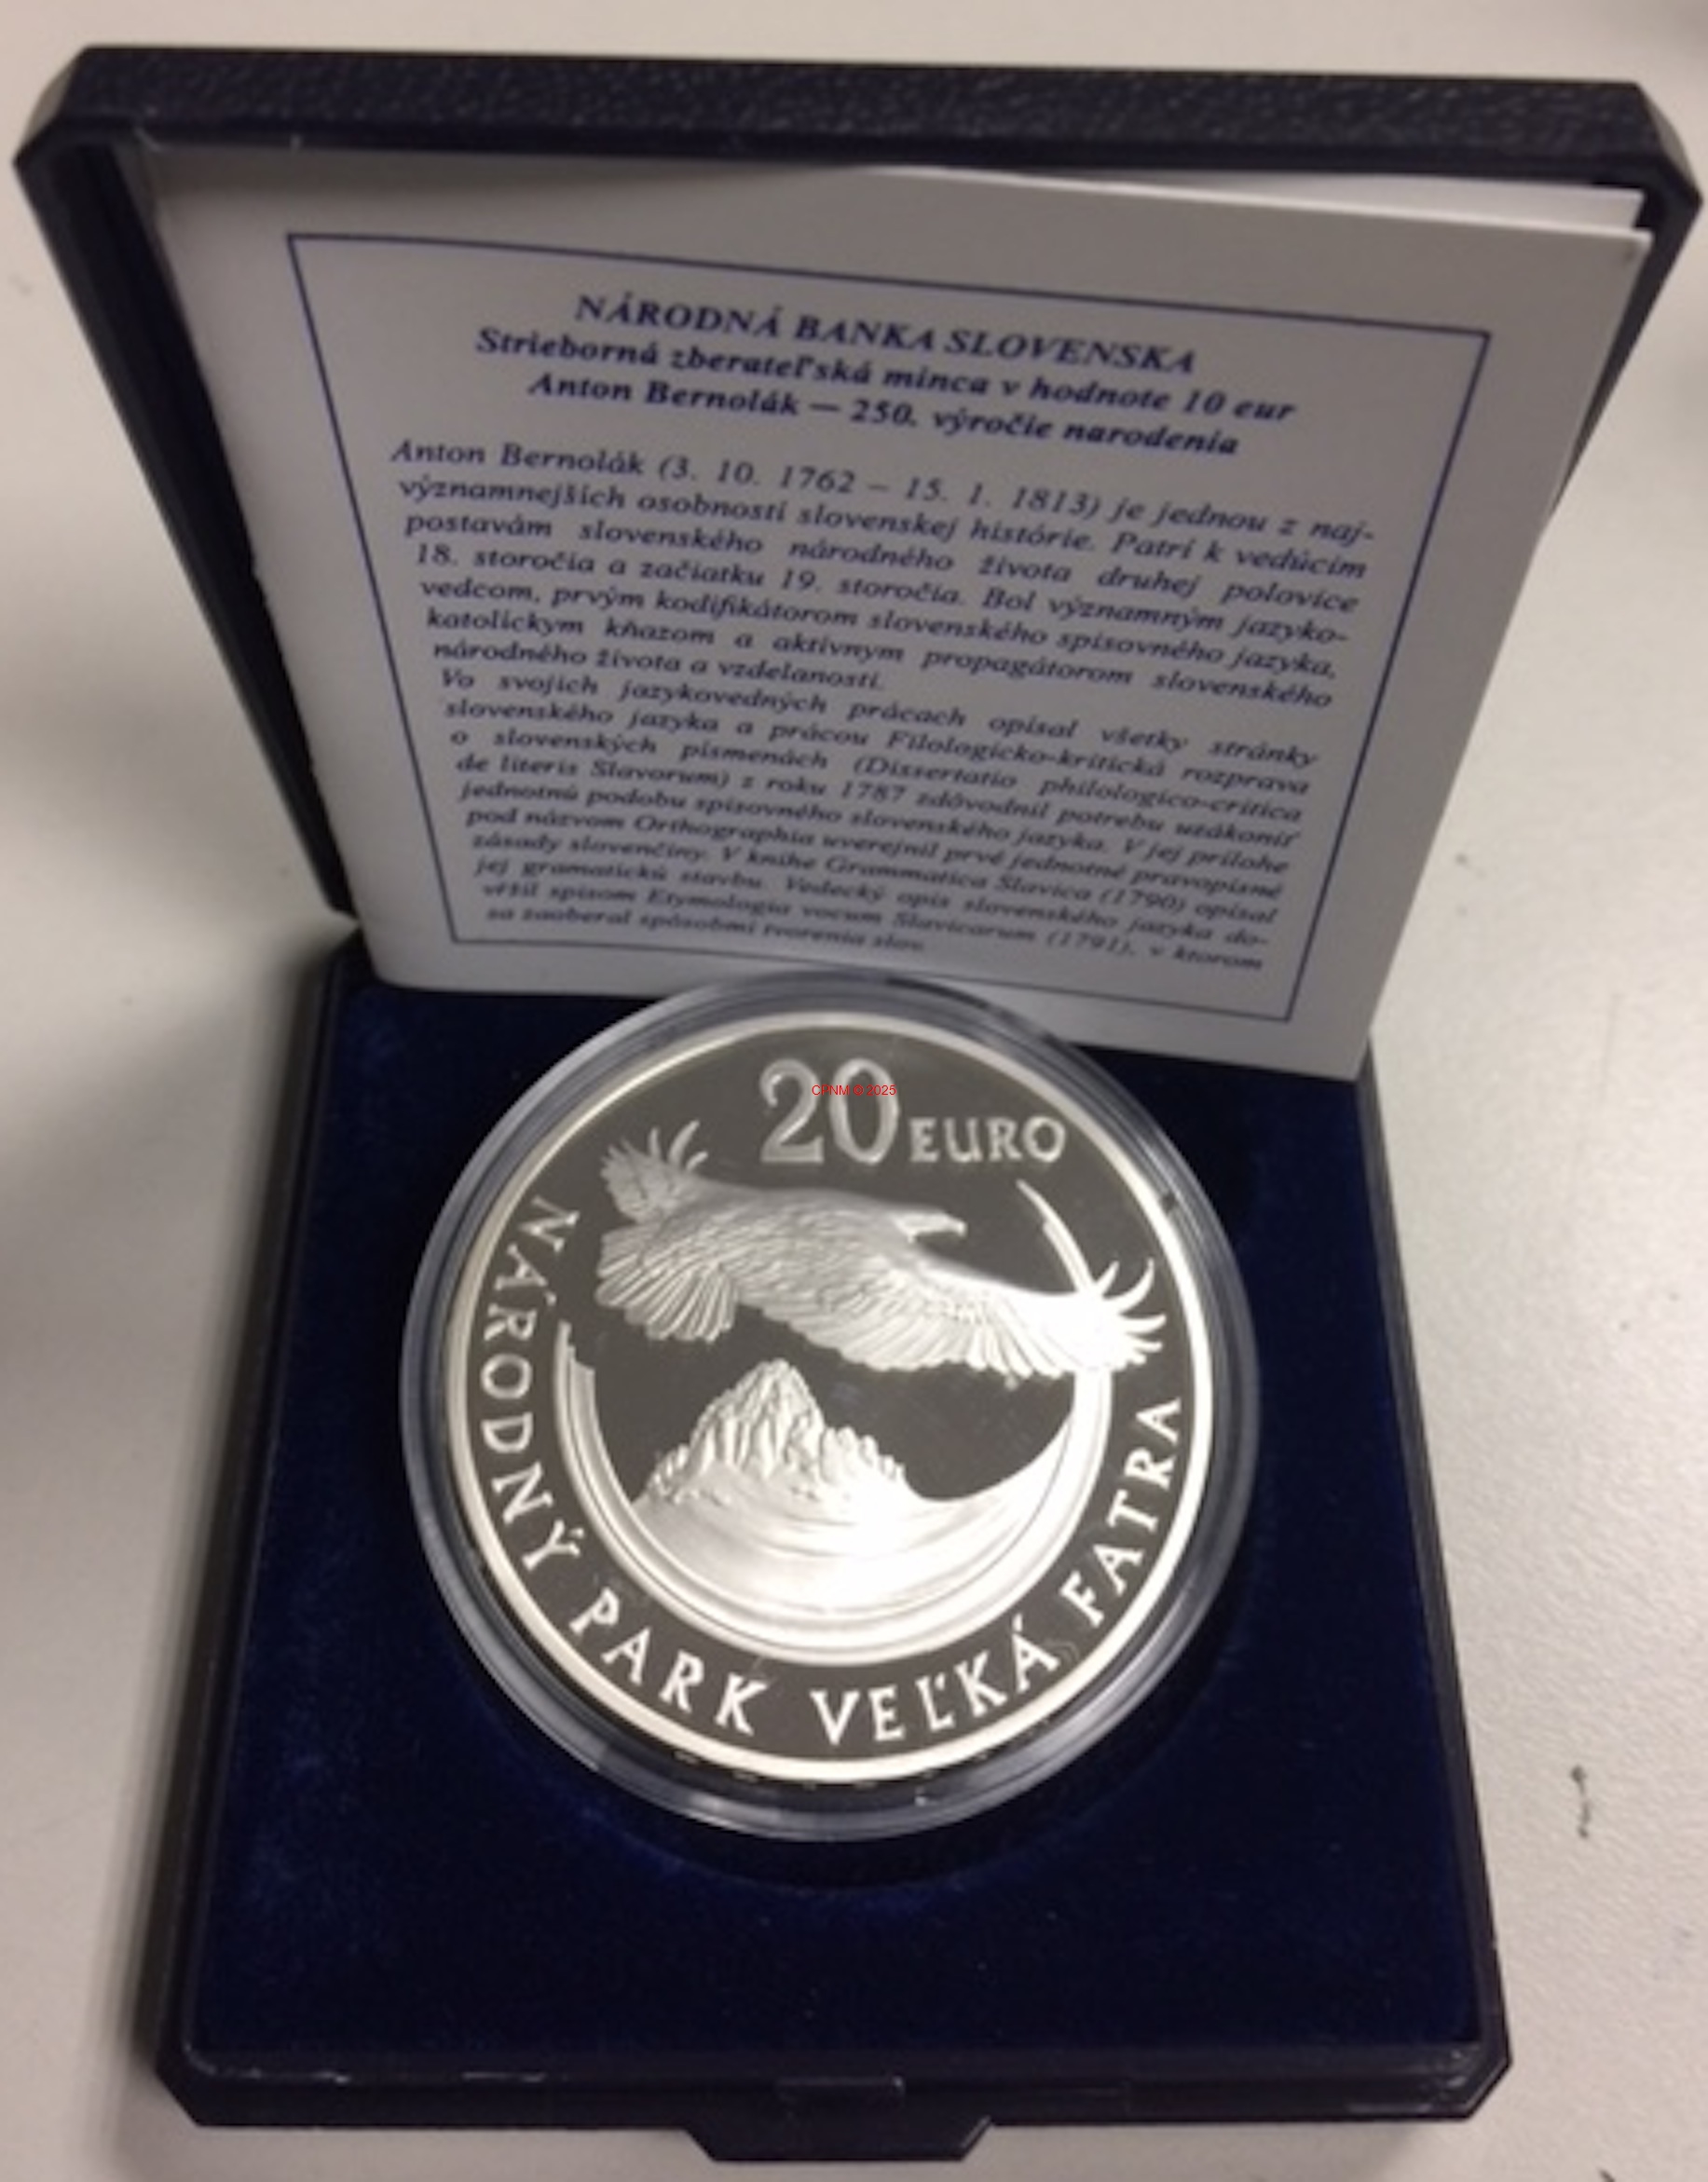 NÁRODNÁ BANKA SLOVENSKA
Strieborná zberateľská minca v hodnote 10 eur
Anton Bernolák — 250. výročie narodenia
Anton Bernolák (3. 10. 1762 – 15. 1. 1813) je jednou z naj-
významnejších osobností slovenskej histórie. Patrí k vedúcim
postavám slovenského národného života druhej polovice
18. storočia a začiatku 19. storočia. Bol významným jazyko-
vedcom, prvým kodifikátorom slovenského spisovného jazyka,
katolíckym kňazom a aktívnym propagátorom slovenského
národného života a vzdelanosti.
Vo svojich jazykovedných prácach opísal všetky stránky
slovenského jazyka a prácou Filologicko-kritická rozprava
o slovenských písmenách (Dissertatio philologico-critica
de literis Slavorum) z roku 1787 zdôvodnil potrebu uzákoniť
jednotnú podobu spisovného slovenského jazyka. V jej prílohe
pod názvom Orthographia uverejnil prvé jednotné pravopisné
zásady slovenčiny. V knihe Grammatica Slavica (1790) opísal
jej gramatickú stavbu. Vedecký opis slovenského jazyka do-
vŕšil spisom Etymologia vocum Slavicarum (1791), v ktorom
sa zaoberal spôsobmi tvorenia slov.
20 EURO
CPNM © 2025
NÁRODNÝ PARK VEĽKÁ FATRA